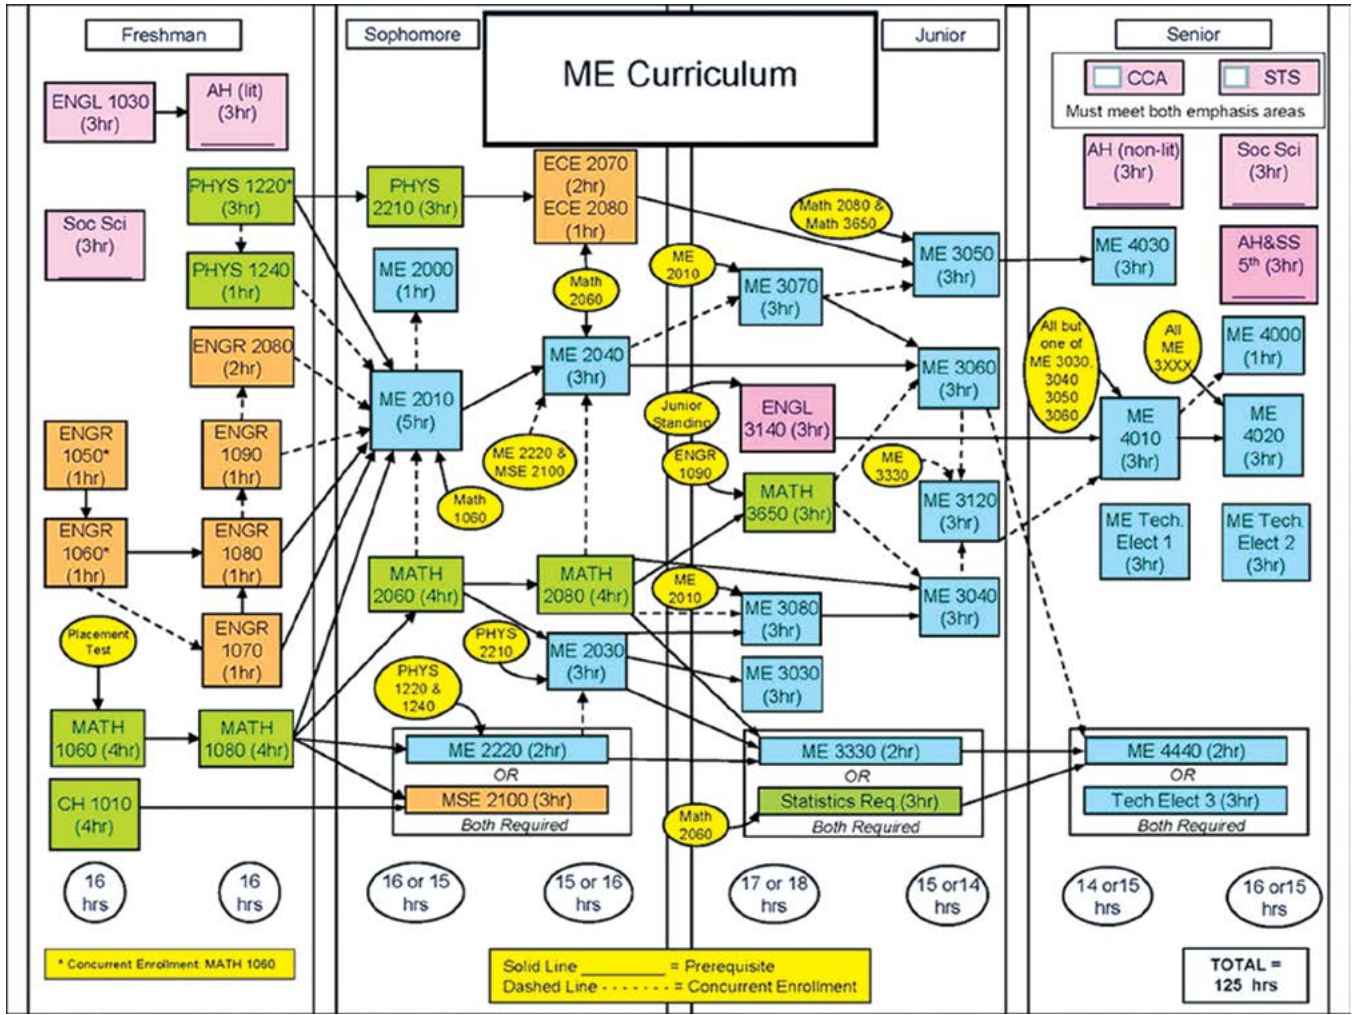 Freshman
Sophomore
ME Curriculum
Junior
Senior
CCA
STS
Must meet both emphasis areas
ENGL 1030
(3hr)
AH (lit)
(3hr)
PHYS 1220*
(3hr)
Soc Sci
(3hr)
PHYS 1240
(1hr)
ENGR 2080
(2hr)
ENGR
1050*
(1hr)
ENGR
1090
(1hr)
ENGR
1060*
(1hr)
ENGR
1080
(1hr)
Placement
Test
ENGR
1070
(1hr)
MATH
1060 (4hr)
MATH
1080 (4hr)
CH 1010
(4hr)
16
hrs
16
hrs
* Concurrent Enrollment: MATH 1060
PHYS
2210 (3hr)
ECE 2070
(2hr)
ECE 2080
(1hr)
ME 2000
(1hr)
Math
2060
ME 2040
(3hr)
ME 2010
(5hr)
ME 2220 &
MSE 2100
Math
1060
MATH
2060 (4hr)
MATH
2080 (4hr)
PHYS
2210
ME 2030
(3hr)
PHYS
1220 &
1240
ME 2220 (2hr)
OR
MSE 2100 (3hr)
Both Required
16 or 15
hrs
15 or 16
hrs
Solid Line ________ = Prerequisite
Dashed Line - - - - - - - = Concurrent Enrollment
Math 2080 &
Math 3650
ME
2010
ME 3070
(3hr)
ME 3050
(3hr)
ME 3060
(3hr)
Junior
Standing
ENGL
3140 (3hr)
ENGR
1090
ME
3330
MATH
3650 (3hr)
ME 3120
(3hr)
ME
2010
ME 3080
(3hr)
ME 3040
(3hr)
ME 3030
(3hr)
ME 3330 (2hr)
OR
Statistics Req.(3hr)
Both Required
Math
2060
17 or 18
hrs
15 or14
hrs
AH (non-lit)
(3hr)
Soc Sci
(3hr)
ME 4030
(3hr)
AH&SS
5th (3hr)
All but
one of
ME 3030,
3040
3050
3060
All
ME
3XXX
ME 4000
(1hr)
ME
4010
(3hr)
ME
4020
(3hr)
ME Tech.
Elect 1
(3hr)
ME Tech.
Elect 2
(3hr)
ME 4440 (2hr)
OR
Tech Elect 3 (3hr)
Both Required
14 or15
hrs
16 or15
hrs
TOTAL =
125 hrs